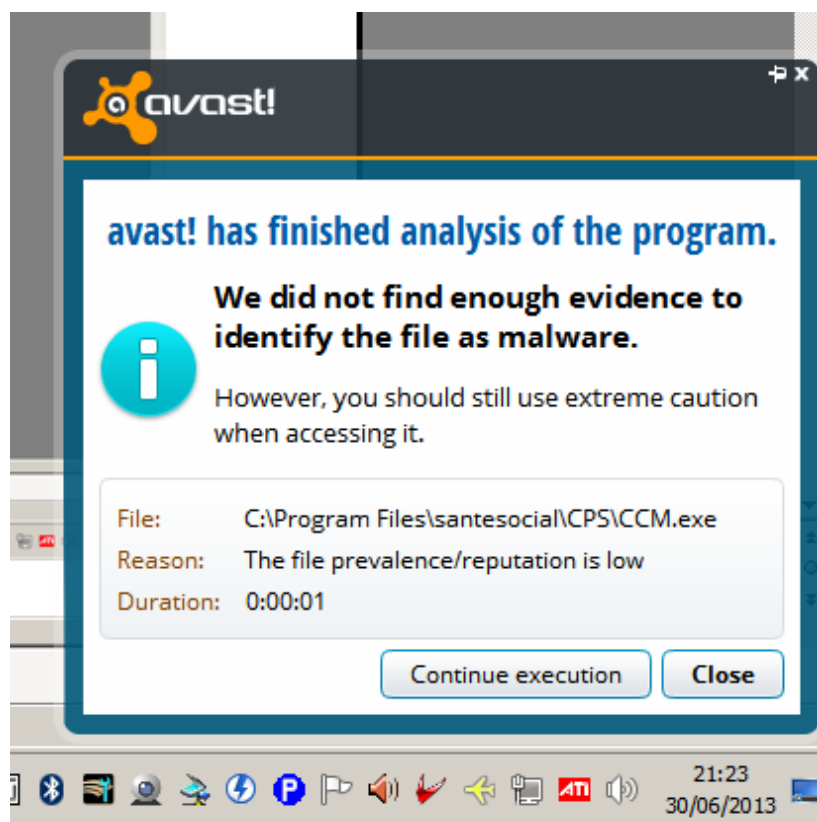 avast!
avast! has finished analysis of the program.
We did not find enough evidence to
identify the file as malware.
However, you should still use extreme caution
when accessing it.
File: C:\Program Files\santesocial\CPS\CCM.exe
Reason: The file prevalence/reputation is low
Duration: 0:00:01
Continue execution Close
ATI
21:23
30/06/2013